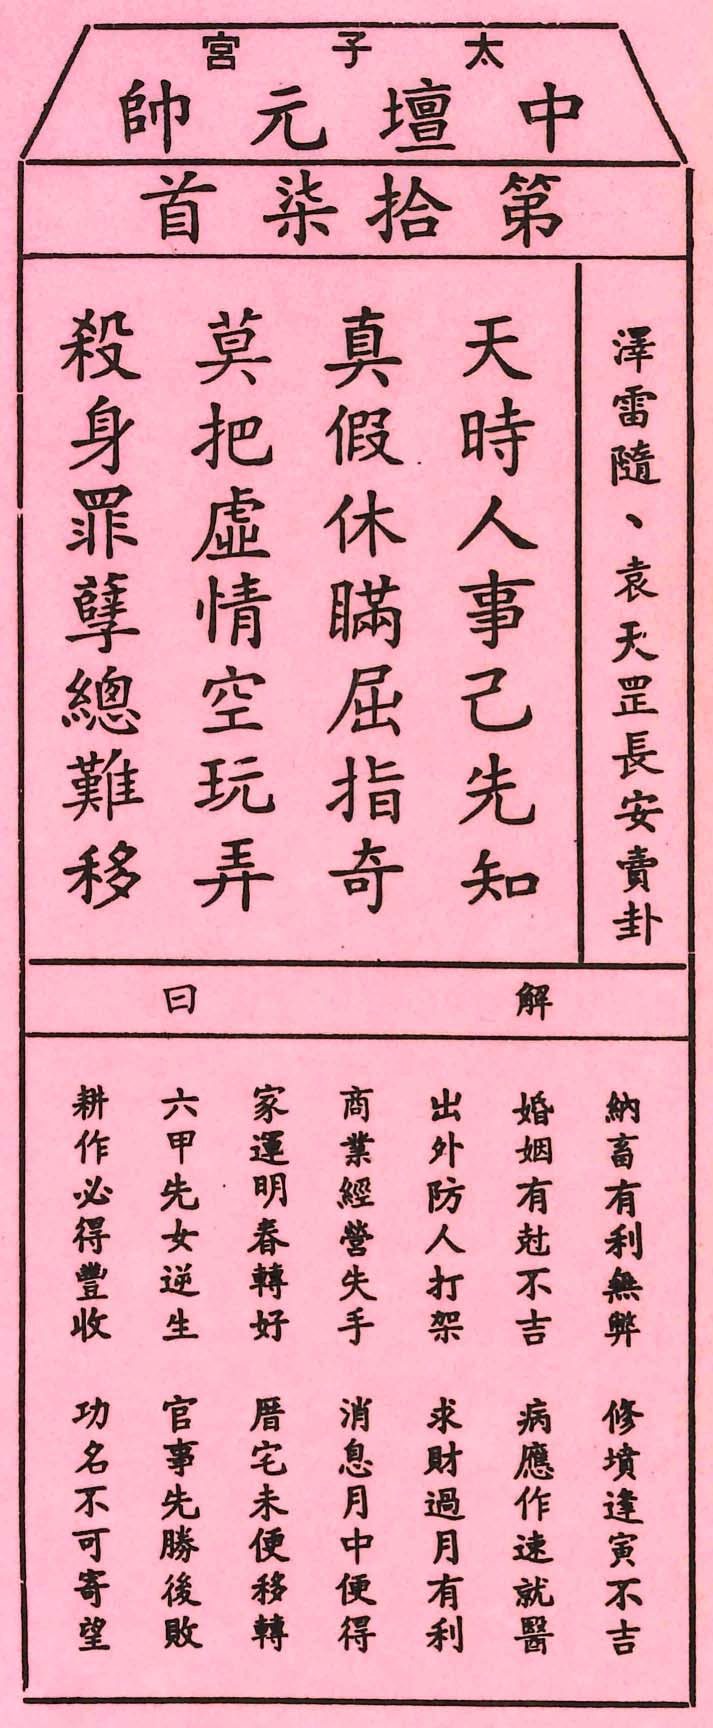 太子宮
中壇元帥
第拾柒首
澤雷隨、袁天罡長安賣卦
天時人事己先知
真假休瞞屈指奇
莫把虛情空玩弄
殺身罪孽總難移
解曰
納畜有利無弊
修墳逢寅不吉
婚姻有尅不吉
病應作速就醫
出外防人打架
求財過月有利
商業經營失手
消息月中便得
家運明春轉好
厝宅未便移轉
六甲先女逆生
官事先勝後敗
耕作必得豐收
功名不可寄望